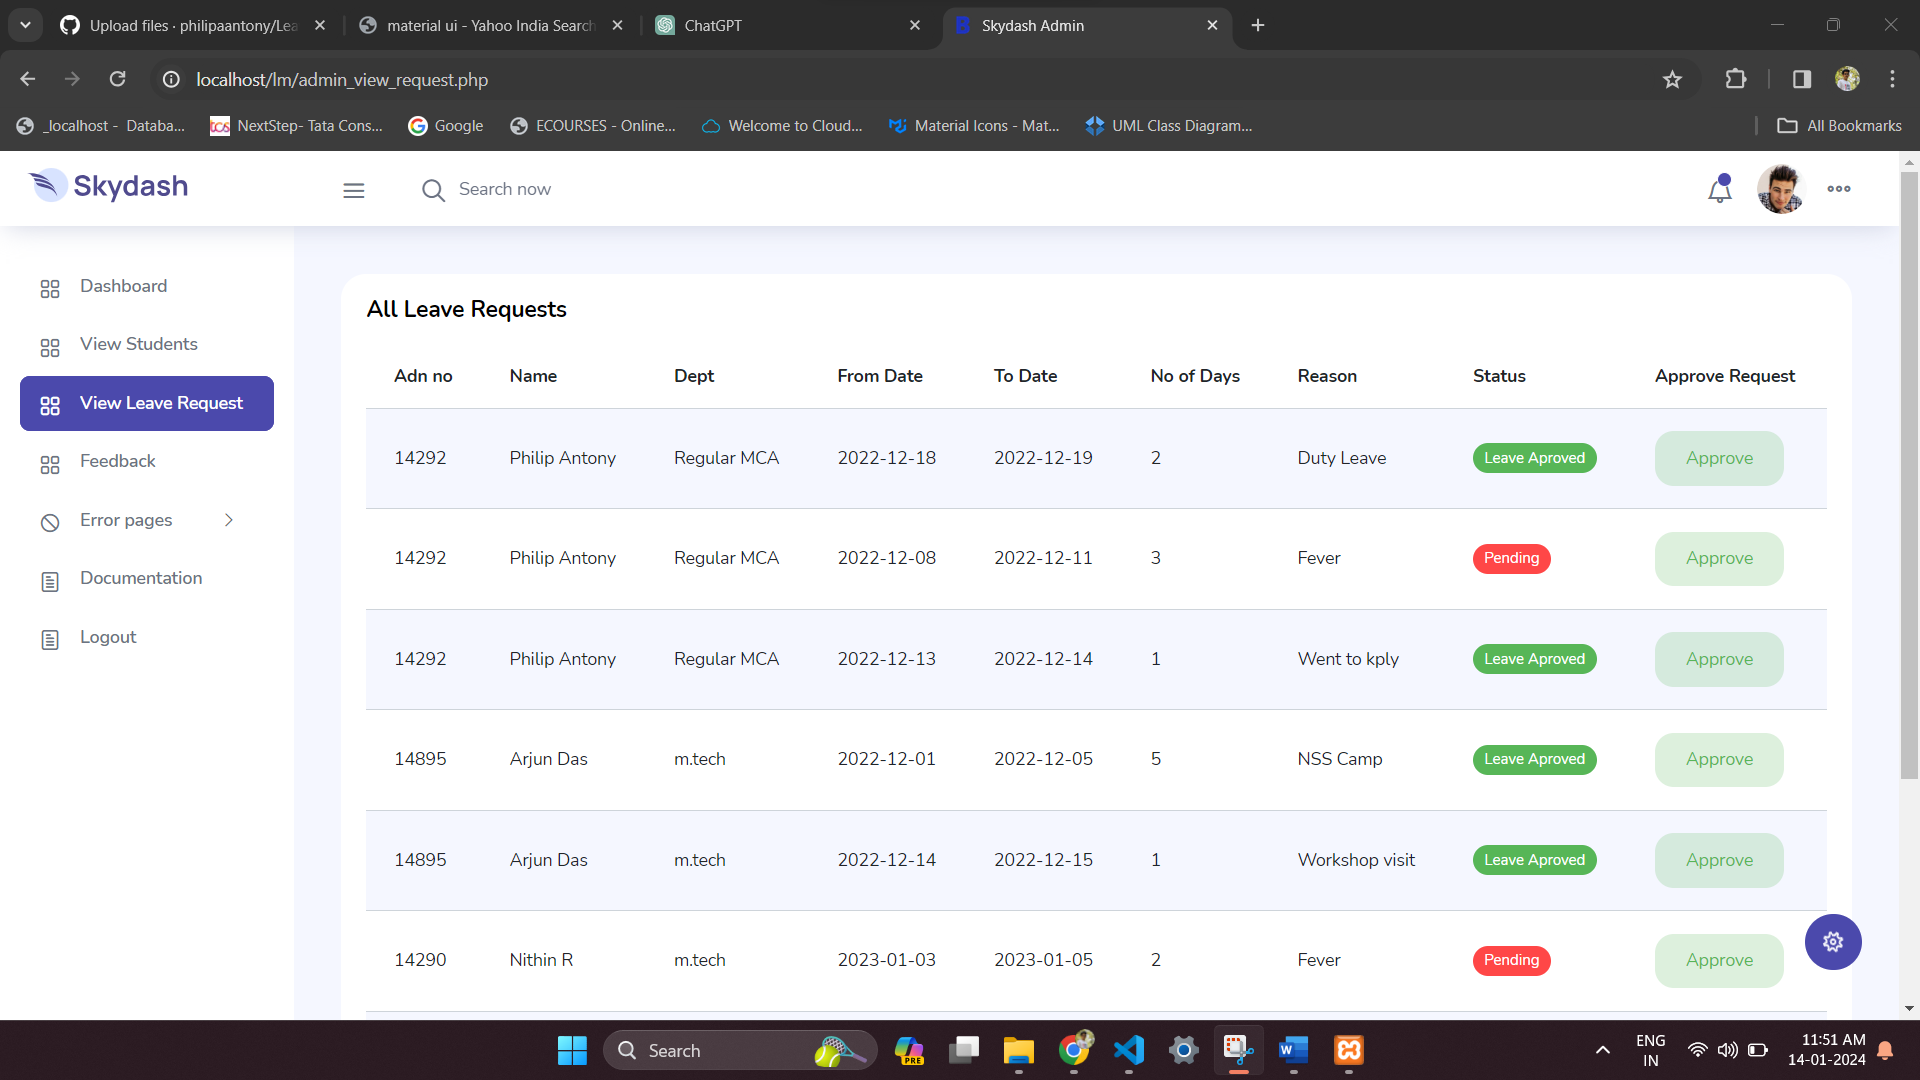 Upload files · philipaantony/Lea
material ui - Yahoo India Search
ChatGPT
Skydash Admin
localhost/lm/admin_view_request.php
_localhost - Databa...
tcs NextStep- Tata Cons...
Google
ECOURSES - Online...
Welcome to Cloud...
Material Icons - Mat...
UML Class Diagram...
All Bookmarks
Skydash
Search now
Dashboard
View Students
View Leave Request
Feedback
Error pages
Documentation
Logout
All Leave Requests
Adn no Name Dept From Date To Date No of Days Reason Status Approve Request
14292 Philip Antony Regular MCA 2022-12-18 2022-12-19 2 Duty Leave Leave Aproved Approve
14292 Philip Antony Regular MCA 2022-12-08 2022-12-11 3 Fever Pending Approve
14292 Philip Antony Regular MCA 2022-12-13 2022-12-14 1 Went to kply Leave Aproved Approve
14895 Arjun Das m.tech 2022-12-01 2022-12-05 5 NSS Camp Leave Aproved Approve
14895 Arjun Das m.tech 2022-12-14 2022-12-15 1 Workshop visit Leave Aproved Approve
14290 Nithin R m.tech 2023-01-03 2023-01-05 2 Fever Pending Approve
Search
PRE
W
ENG
IN
11:51 AM
14-01-2024